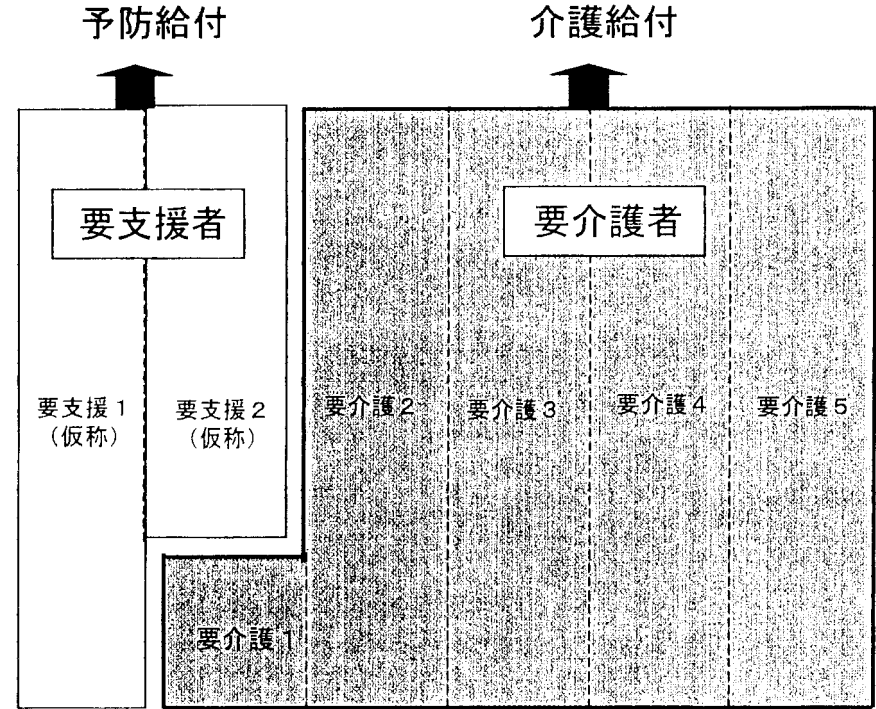 予防給付
介護給付
要支援者
要介護者
要支援1
(仮称)
要支援2
(仮称)
要介護2
要介護3
要介護4
要介護5
要介護1